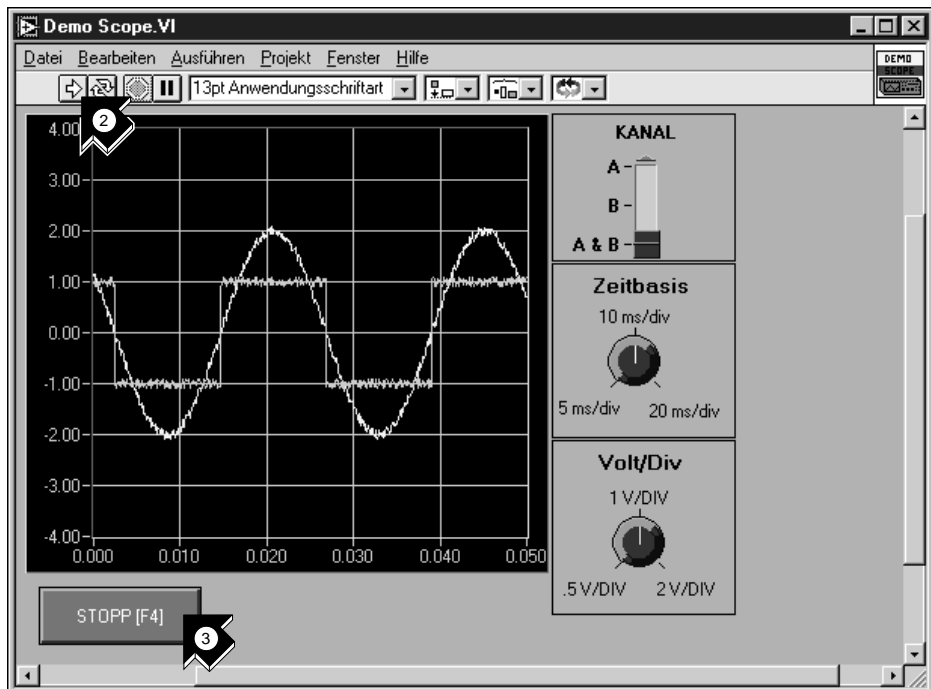 Demo Scope.VI
Datei Bearbeiten Ausführen Projekt Fenster Hilfe
DEMO
SCOPE
13pt Anwendungsschriftart
2
4.00
3.00
2.00
1.00
0.00
-1.00
-2.00
-3.00
-4.00
0.000 0.010 0.020 0.030 0.040 0.050
KANAL
A
B
A & B
Zeitbasis
10 ms/div
5 ms/div 20 ms/div
Volt/Div
1 V/DIV
.5 V/DIV 2 V/DIV
STOPP [F4]
3